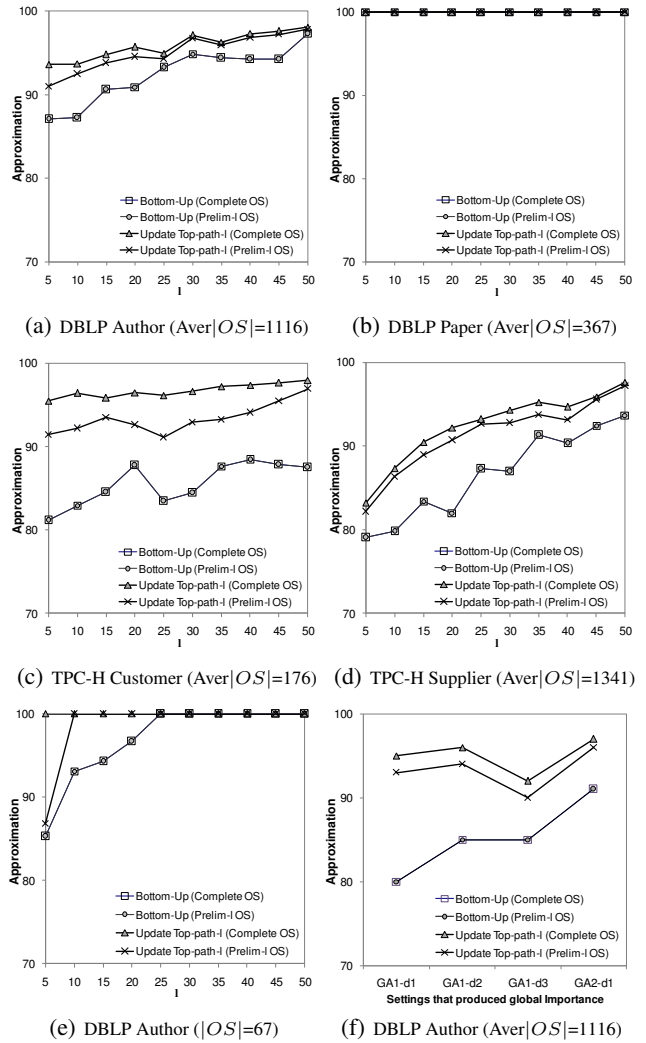 100
90
80
70
Approximation
Bottom-Up (Complete OS)
Bottom-Up (Prelim-l OS)
Update Top-path-l (Complete OS)
Update Top-path-l (Prelim-l OS)
5 10 15 20 25 30 35 40 45 50
l
(a) DBLP Author (Aver|OS|=1116)
100
90
80
70
Approximation
Bottom-Up (Complete OS)
Bottom-Up (Prelim-l OS)
Update Top-path-l (Complete OS)
Update Top-path-l (Prelim-l OS)
5 10 15 20 25 30 35 40 45 50
l
(b) DBLP Paper (Aver|OS|=367)
100
90
80
70
Approximation
Bottom-Up (Complete OS)
Bottom-Up (Prelim-l OS)
Update Top-path-l (Complete OS)
Update Top-path-l (Prelim-l OS)
5 10 15 20 25 30 35 40 45 50
l
(c) TPC-H Customer (Aver|OS|=176)
100
90
80
70
Approximation
Bottom-Up (Complete OS)
Bottom-Up (Prelim-l OS)
Update Top-path-l (Complete OS)
Update Top-path-l (Prelim-l OS)
5 10 15 20 25 30 35 40 45 50
l
(d) TPC-H Supplier (Aver|OS|=1341)
100
90
80
70
Approximation
Bottom-Up (Complete OS)
Bottom-Up (Prelim-l OS)
Update Top-path-l (Complete OS)
Update Top-path-l (Prelim-l OS)
5 10 15 20 25 30 35 40 45 50
l
(e) DBLP Author (|OS|=67)
100
90
80
70
Approximation
Bottom-Up (Complete OS)
Bottom-Up (Prelim-l OS)
Update Top-path-l (Complete OS)
Update Top-path-l (Prelim-l OS)
GA1-d1 GA1-d2 GA1-d3 GA2-d1
Settings that produced global Importance
(f) DBLP Author (Aver|OS|=1116)